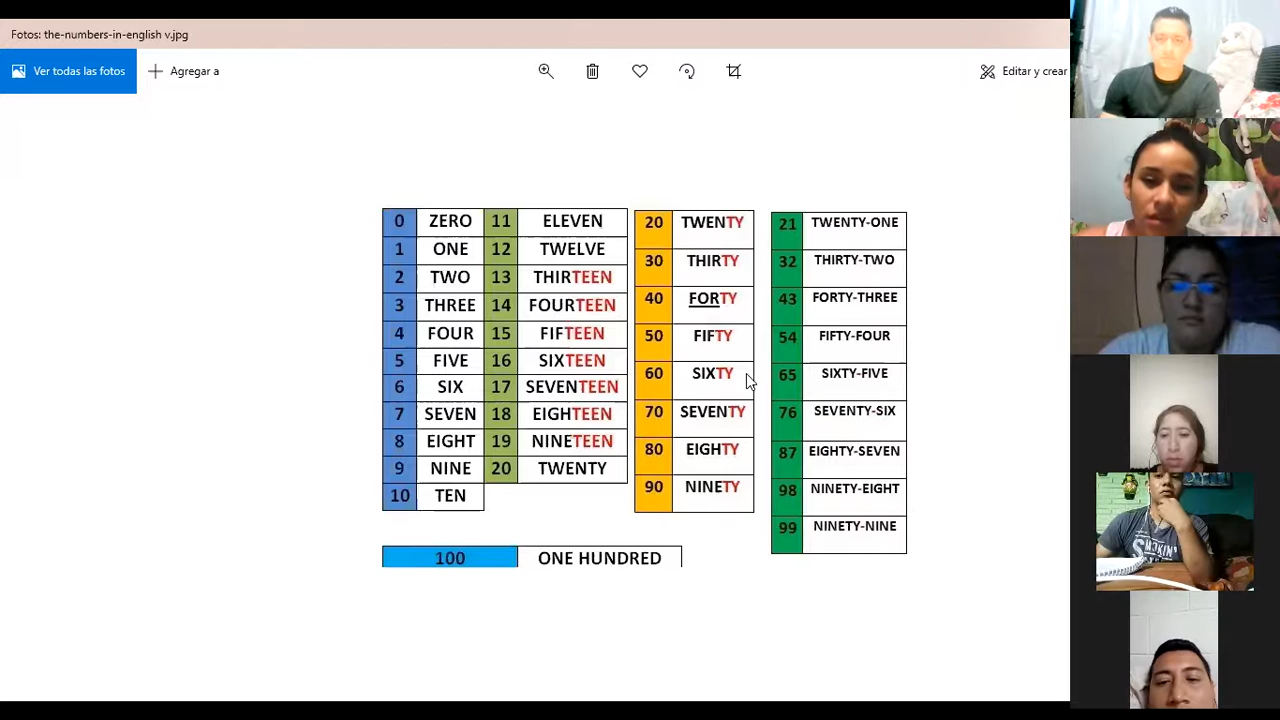 Fotos: the-numbers-in-english v.jpg
Ver todas las fotos
Agregar a
Editar y crear
0 ZERO 11 ELEVEN
1 ONE 12 TWELVE
2 TWO 13 THIRTEEN
3 THREE 14 FOURTEEN
4 FOUR 15 FIFTEEN
5 FIVE 16 SIXTEEN
6 SIX 17 SEVENTEEN
7 SEVEN 18 EIGHTEEN
8 EIGHT 19 NINETEEN
9 NINE 20 TWENTY
10 TEN
20 TWENTY
30 THIRTY
40 FORTY
50 FIFTY
60 SIXTY
70 SEVENTY
80 EIGHTY
90 NINETY
21 TWENTY-ONE
32 THIRTY-TWO
43 FORTY-THREE
54 FIFTY-FOUR
65 SIXTY-FIVE
76 SEVENTY-SIX
87 EIGHTY-SEVEN
98 NINETY-EIGHT
99 NINETY-NINE
100 ONE HUNDRED
SMOKIN'